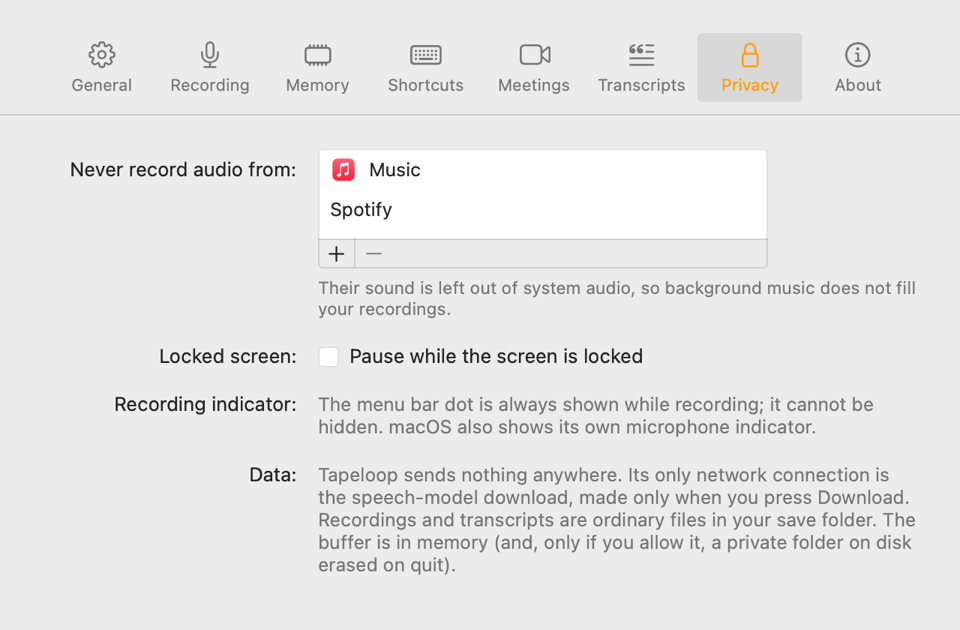 General Recording Memory Shortcuts Meetings Transcripts Privacy About
Never record audio from:
Music
Spotify
Their sound is left out of system audio, so background music does not fill
your recordings.
Locked screen: Pause while the screen is locked
Recording indicator: The menu bar dot is always shown while recording; it cannot be
hidden. macOS also shows its own microphone indicator.
Data: Tapeloop sends nothing anywhere. Its only network connection is
the speech-model download, made only when you press Download.
Recordings and transcripts are ordinary files in your save folder. The
buffer is in memory (and, only if you allow it, a private folder on disk
erased on quit).